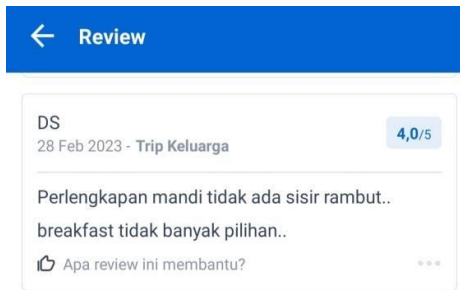 Review
DS
4,0/5
28 Feb 2023 - Trip Keluarga
Perlengkapan mandi tidak ada sisir rambut..
breakfast tidak banyak pilihan..
Apa review ini membantu?